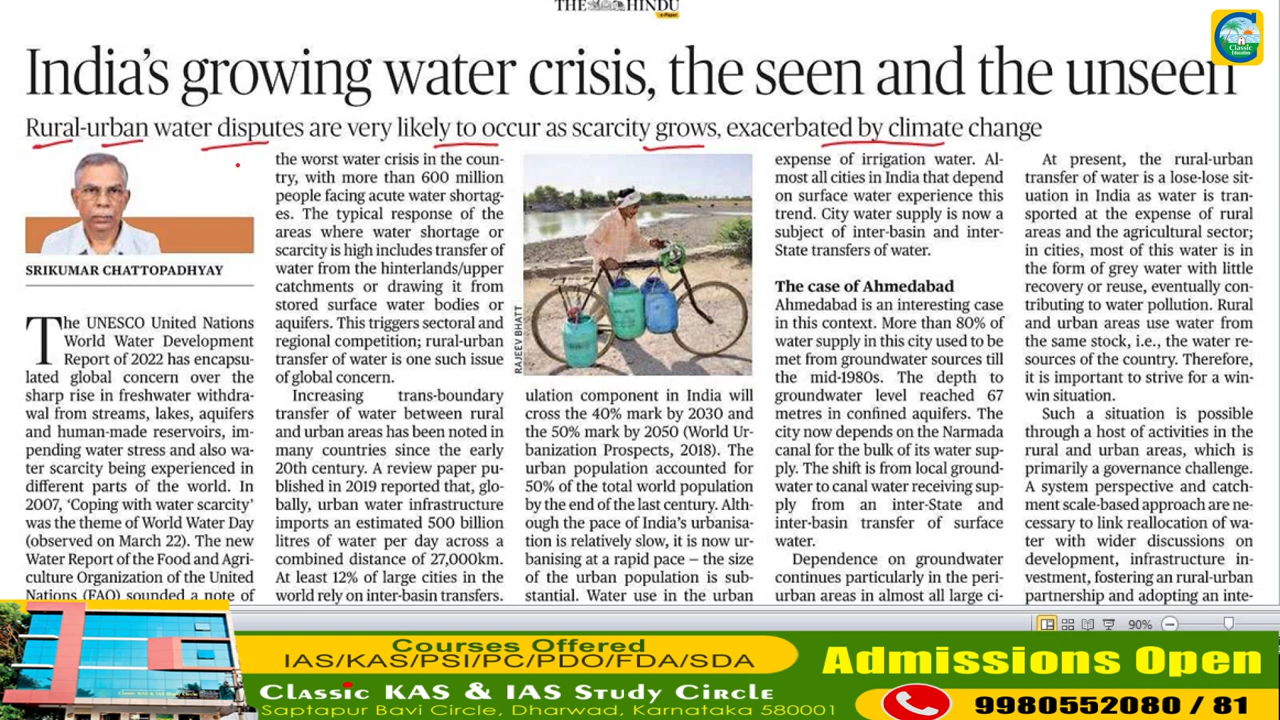 THE HINDU
e-Paper
Classic
Education
India's growing water crisis, the seen and the unseen
Rural-urban water disputes are very likely to occur as scarcity grows, exacerbated by climate change
SRIKUMAR CHATTOPADHYAY
The UNESCO United Nations
World Water Development
Report of 2022 has encapsu-
lated global concern over the
sharp rise in freshwater withdra-
wal from streams, lakes, aquifers
and human-made reservoirs, im-
pending water stress and also wa-
ter scarcity being experienced in
different parts of the world. In
2007, 'Coping with water scarcity'
was the theme of World Water Day
(observed on March 22). The new
Water Report of the Food and Agri-
culture Organization of the United
Nations (FAO) sounded a note of
the worst water crisis in the coun-
try, with more than 600 million
people facing acute water shortag-
es. The typical response of the
areas where water shortage or
scarcity is high includes transfer of
water from the hinterlands/upper
catchments or drawing it from
stored surface water bodies or
aquifers. This triggers sectoral and
regional competition; rural-urban
transfer of water is one such issue
of global concern.
Increasing trans-boundary
transfer of water between rural
and urban areas has been noted in
many countries since the early
20th century. A review paper pu-
blished in 2019 reported that, glo-
bally, urban water infrastructure
imports an estimated 500 billion
litres of water per day across a
combined distance of 27,000km.
At least 12% of large cities in the
world rely on inter-basin transfers.
RAJEEV BHATT
ulation component in India will
cross the 40% mark by 2030 and
the 50% mark by 2050 (World Ur-
banization Prospects, 2018). The
urban population accounted for
50% of the total world population
by the end of the last century. Alth-
ough the pace of India's urbanisa-
tion is relatively slow, it is now ur-
banising at a rapid pace – the size
of the urban population is sub-
stantial. Water use in the urban
expense of irrigation water. Al-
most all cities in India that depend
on surface water experience this
trend. City water supply is now a
subject of inter-basin and inter-
State transfers of water.
The case of Ahmedabad
Ahmedabad is an interesting case
in this context. More than 80% of
water supply in this city used to be
met from groundwater sources till
the mid-1980s. The depth to
groundwater level reached 67
metres in confined aquifers. The
city now depends on the Narmada
canal for the bulk of its water sup-
ply. The shift is from local ground-
water to canal water receiving sup-
ply from an inter-State and
inter-basin transfer of surface
water.
Dependence on groundwater
continues particularly in the peri-
urban areas in almost all large ci-
At present, the rural-urban
transfer of water is a lose-lose sit-
uation in India as water is tran-
sported at the expense of rural
areas and the agricultural sector;
in cities, most of this water is in
the form of grey water with little
recovery or reuse, eventually con-
tributing to water pollution. Rural
and urban areas use water from
the same stock, i.e., the water re-
sources of the country. Therefore,
it is important to strive for a win-
win situation.
Such a situation is possible
through a host of activities in the
rural and urban areas, which is
primarily a governance challenge.
A system perspective and catch-
ment scale-based approach are ne-
cessary to link reallocation of wa-
ter with wider discussions on
development, infrastructure in-
vestment, fostering an rural-urban
partnership and adopting an inte-
90%
Courses Offered
IAS/KAS/PSI/PC/PDO/FDA/SDA
Classic KAS & IAS Study Circle
Saptapur Bavi Circle, Dharwad, Karnataka 580001
Admissions Open
9980552080 / 81